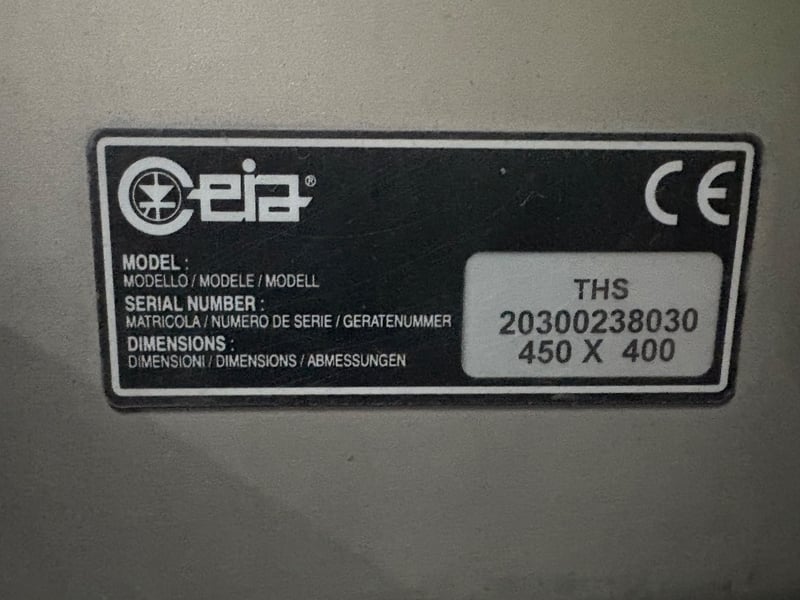 Ceia®
CE
MODEL :
MODELLO / MODELE / MODELL
SERIAL NUMBER :
MATRICOLA / NUMERO DE SERIE / GERATENUMMER
DIMENSIONS :
DIMENSIONI / DIMENSIONS / ABMESSUNGEN
THS
20300238030
450 X 400